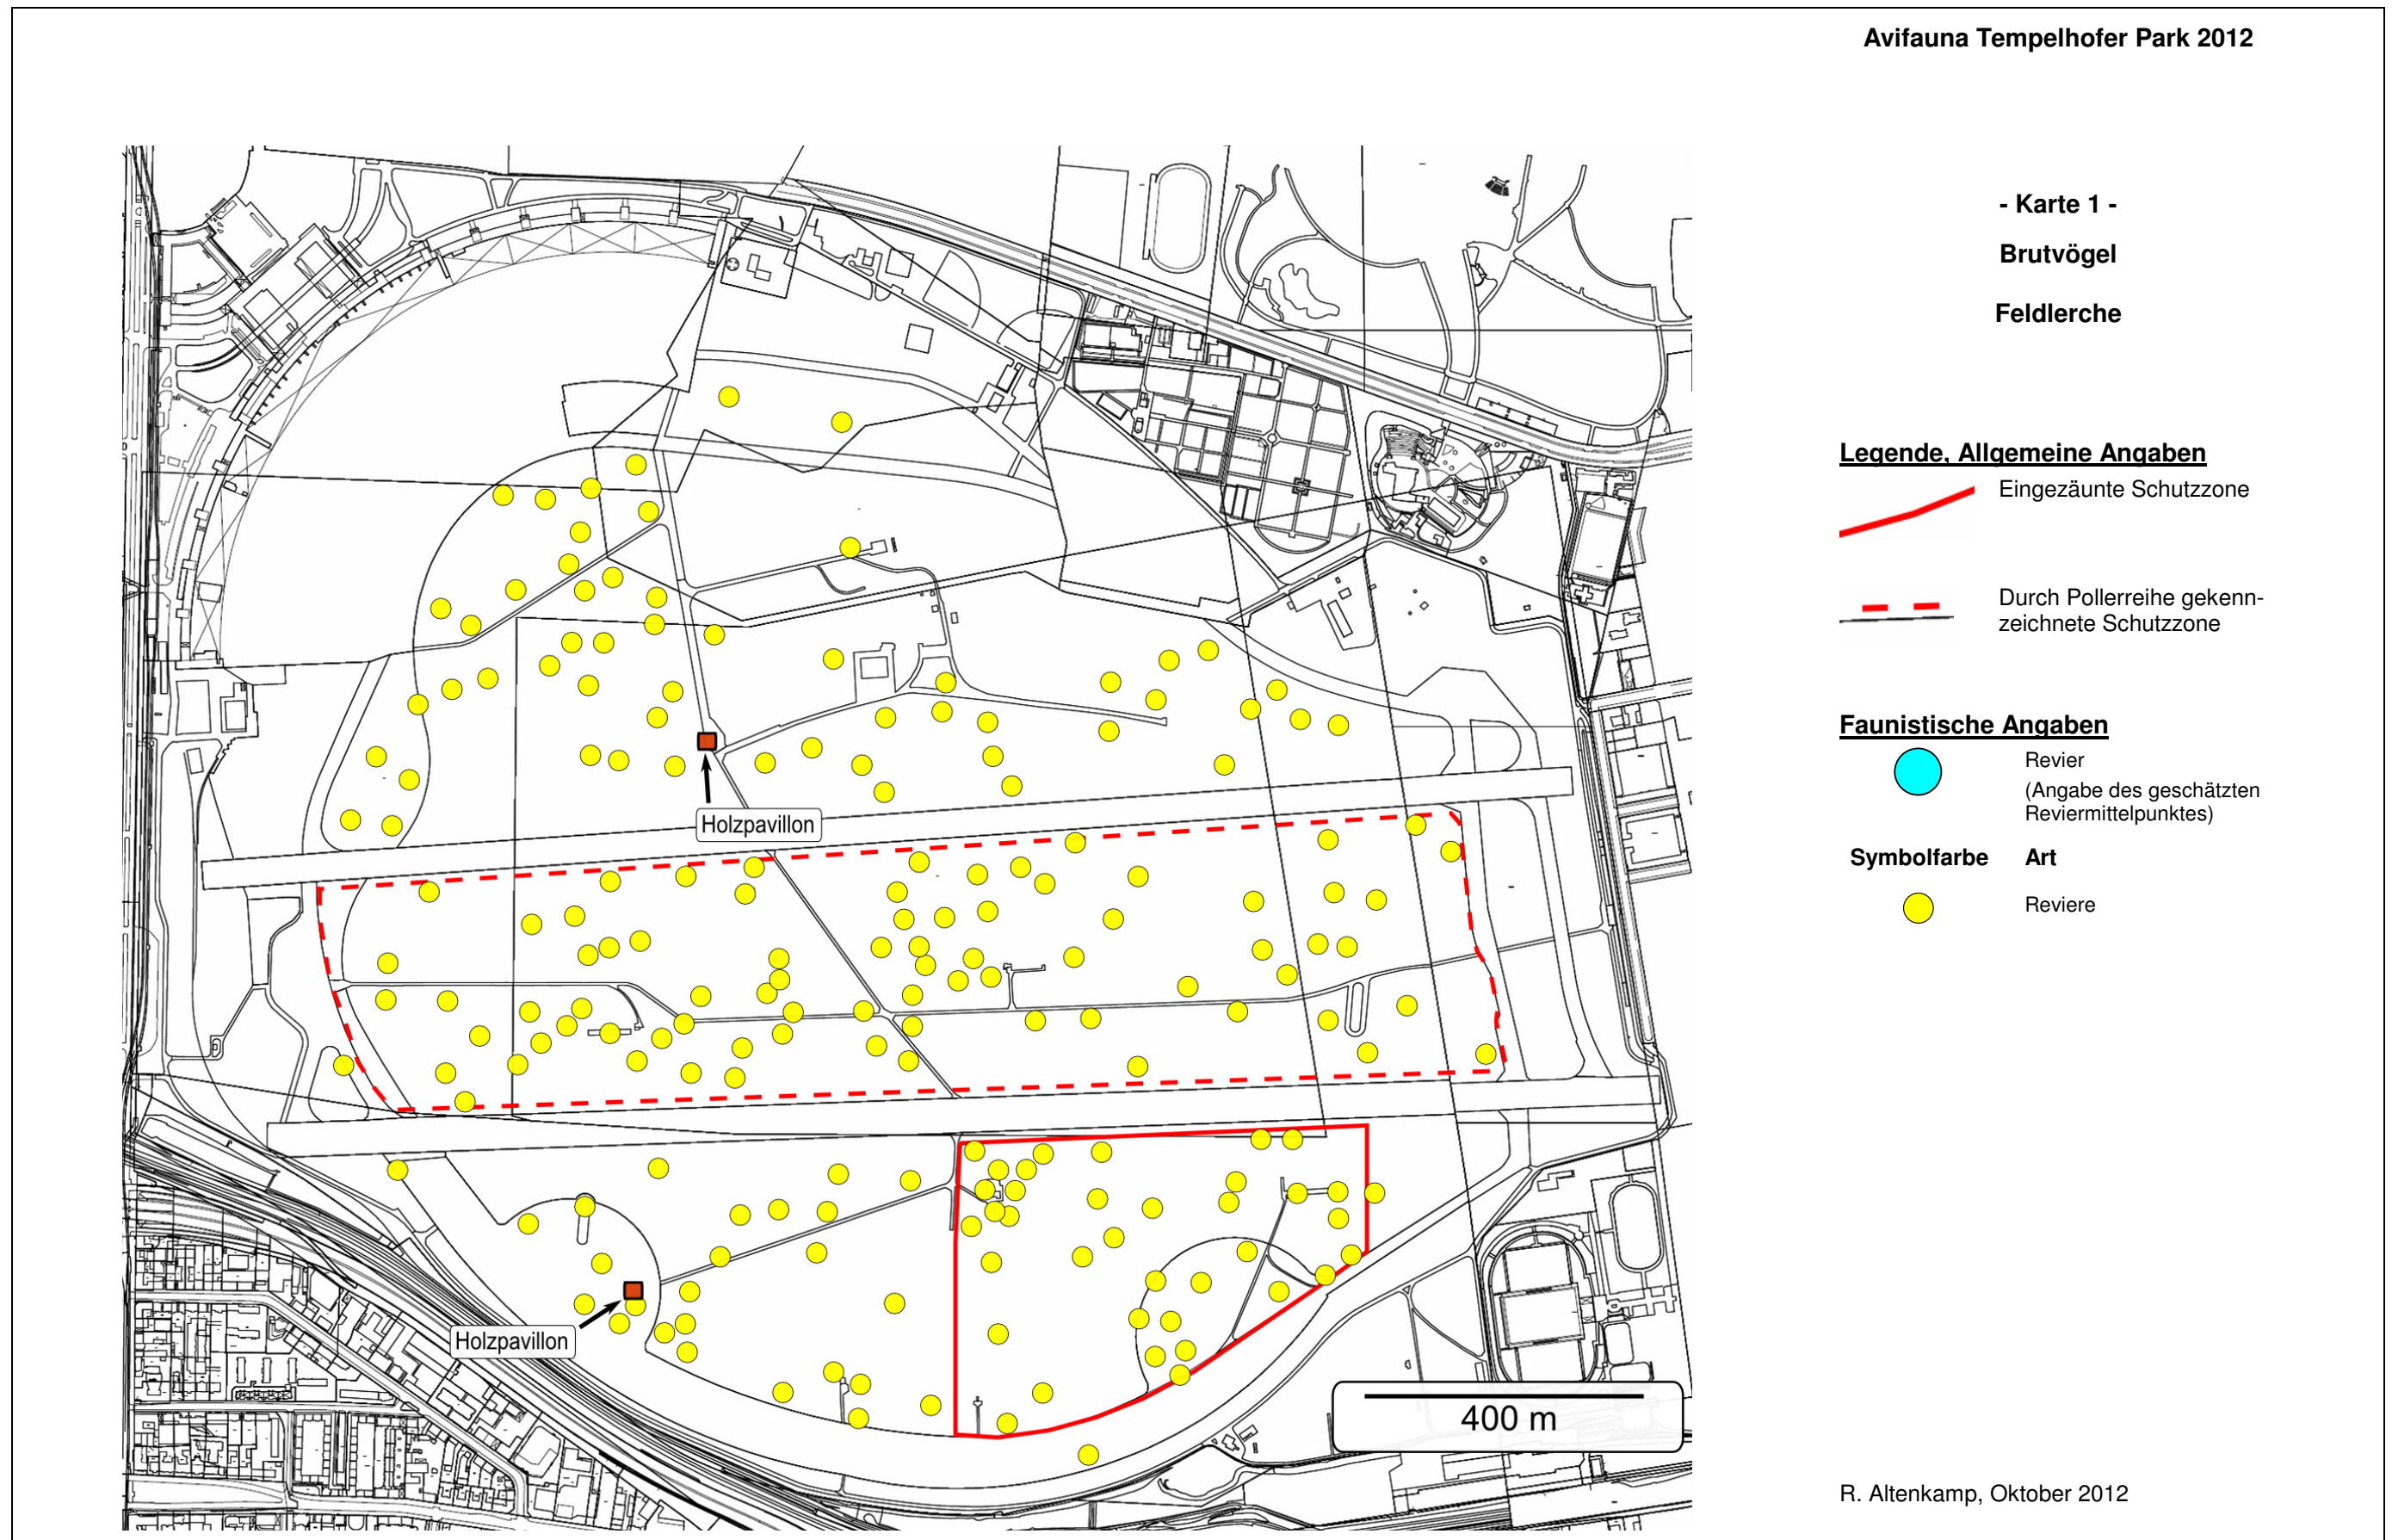 Avifauna Tempelhofer Park 2012
- Karte 1 -
Brutvögel
Feldlerche
Legende, Allgemeine Angaben
Eingezäunte Schutzzone
Durch Pollerreihe gekenn-
zeichnete Schutzzone
Faunistische Angaben
Revier
(Angabe des geschätzten
Reviermittelpunktes)
Symbolfarbe Art
Reviere
Holzpavillon
Holzpavillon
400 m
R. Altenkamp, Oktober 2012